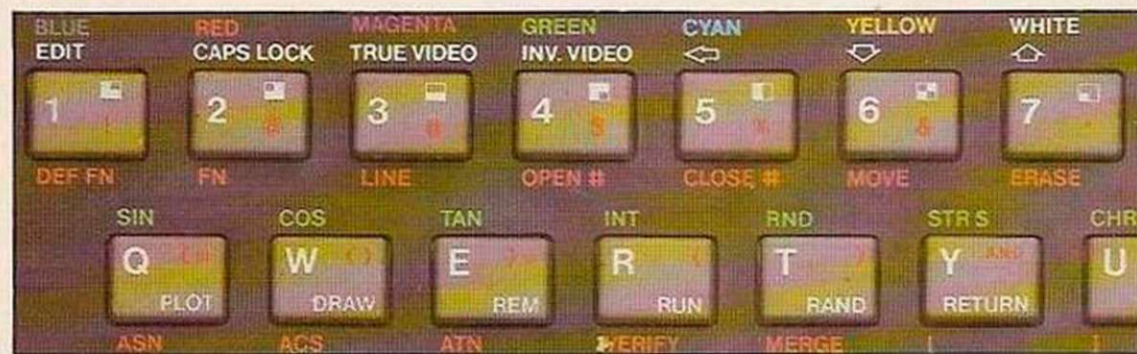 BLUE RED MAGENTA GREEN CYAN YELLOW WHITE
EDIT CAPS LOCK TRUE VIDEO INV. VIDEO
1 ! 2 @ 3 # 4 $ 5 % 6 & 7 '
DEF FN FN LINE OPEN # CLOSE # MOVE ERASE
SIN COS TAN INT RND STR $ CHR
Q <= W <> E >= R < T > Y AND U
PLOT DRAW REM RUN RAND RETURN
ASN ACS ATN VERIFY MERGE [ ]